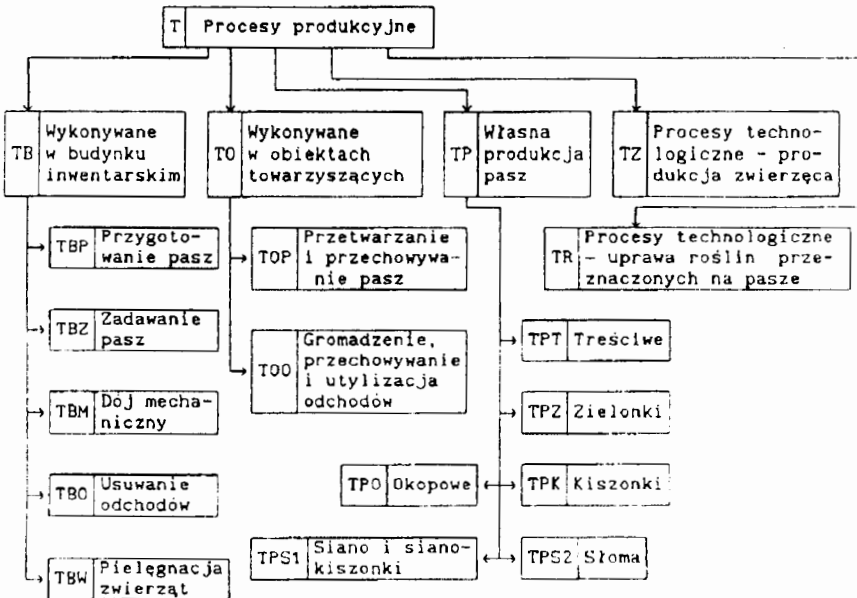 T Procesy produkcyjne
TB Wykonywane
w budynku
inwentarskim
TO Wykonywane
w obiektach
towarzyszących
TP Własna
produkcja
pasz
TZ Procesy techno-
logiczne - pro-
dukcja zwierzęca
TR Procesy technologiczne
- uprawa roślin prze-
znaczonych na pasze
TBP Przygoto-
wanie pasz
TBZ Zadawanie
pasz
TBM Dój mecha-
niczny
TBO Usuwanie
odchodów
TBW Pielęgnacja
zwierząt
TOP Przetwarzanie
i przechowywa-
nie pasz
TOO Gromadzenie,
przechowywanie
i utylizacja
odchodów
TPT Treściwe
TPZ Zielonki
TPO Okopowe
TPK Kiszonki
TPS1 Siano i siano-
kiszonki
TPS2 Słoma